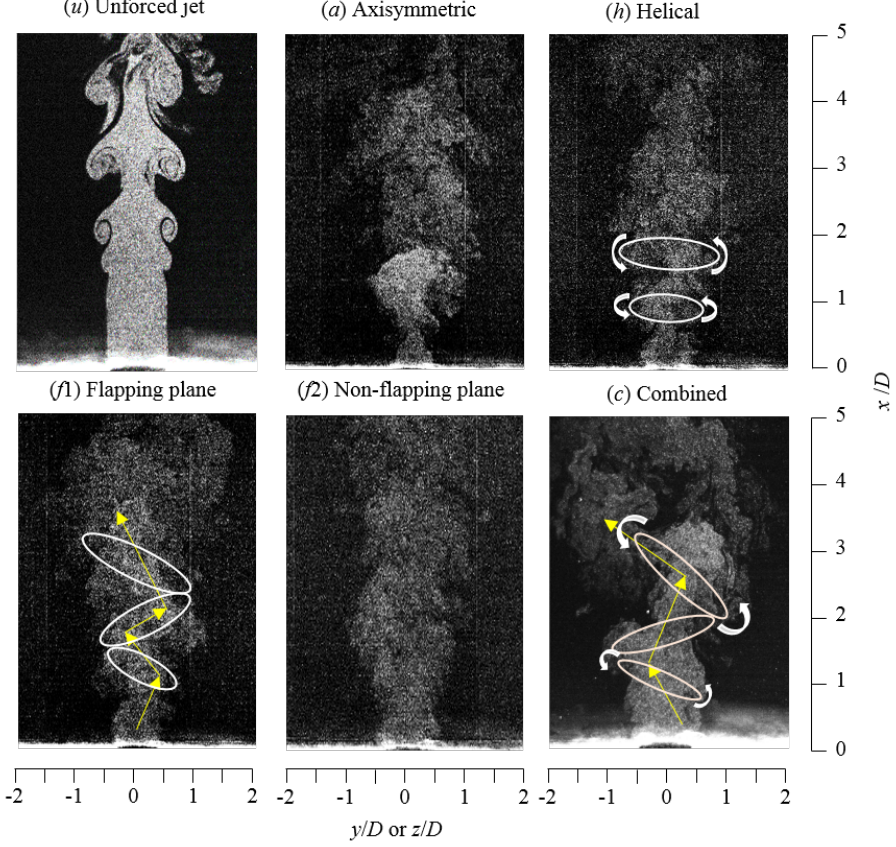 (u) Unforced jet
(a) Axisymmetric
(h) Helical
5
4
3
2
1
0
(f1) Flapping plane
(f2) Non-flapping plane
(c) Combined
x/D
5
4
3
2
1
0
-2 -1 0 1 2
-2 -1 0 1 2
-2 -1 0 1 2
y/D or z/D